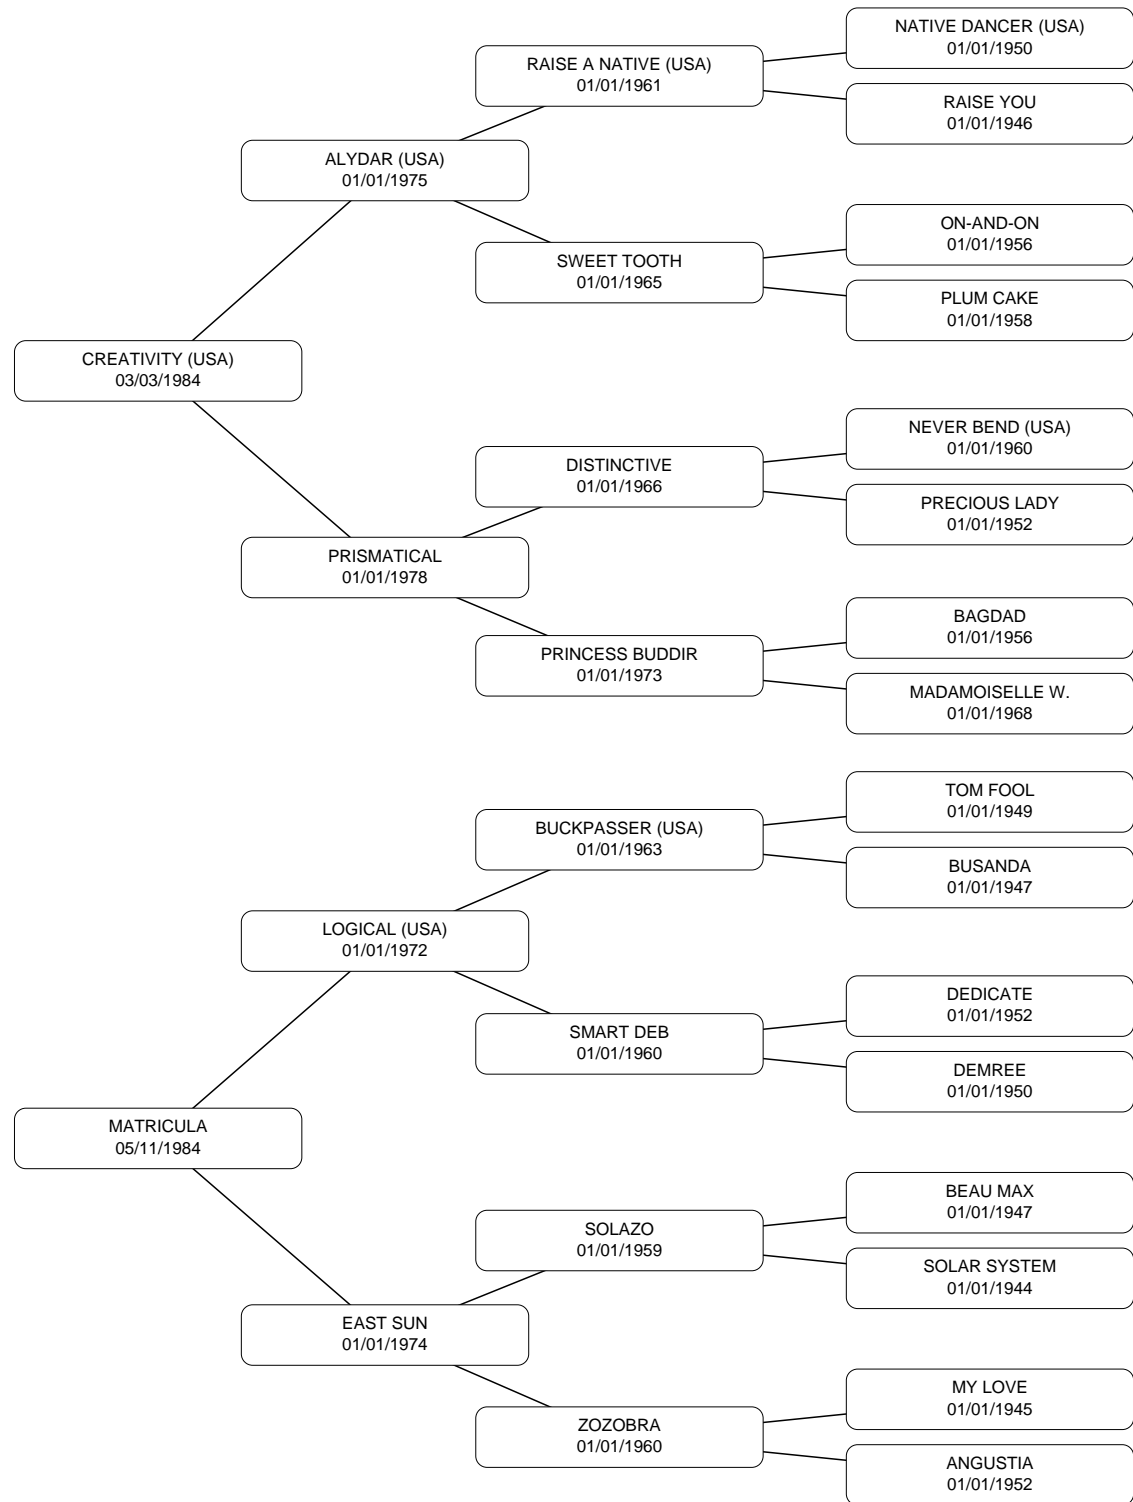 NATIVE DANCER (USA)
01/01/1950
RAISE A NATIVE (USA)
01/01/1961
RAISE YOU
01/01/1946
ALYDAR (USA)
01/01/1975
ON-AND-ON
01/01/1956
SWEET TOOTH
01/01/1965
PLUM CAKE
01/01/1958
CREATIVITY (USA)
03/03/1984
NEVER BEND (USA)
01/01/1960
DISTINCTIVE
01/01/1966
PRECIOUS LADY
01/01/1952
PRISMATICAL
01/01/1978
BAGDAD
01/01/1956
PRINCESS BUDDIR
01/01/1973
MADAMOISELLE W.
01/01/1968
TOM FOOL
01/01/1949
BUCKPASSER (USA)
01/01/1963
BUSANDA
01/01/1947
LOGICAL (USA)
01/01/1972
DEDICATE
01/01/1952
SMART DEB
01/01/1960
DEMREE
01/01/1950
MATRICULA
05/11/1984
BEAU MAX
01/01/1947
SOLAZO
01/01/1959
SOLAR SYSTEM
01/01/1944
EAST SUN
01/01/1974
MY LOVE
01/01/1945
ZOZOBRA
01/01/1960
ANGUSTIA
01/01/1952